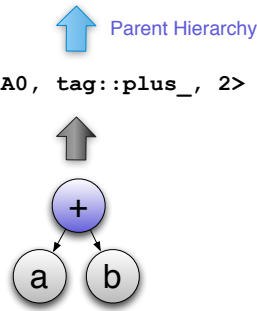 Parent Hierarchy
A0, tag::plus_, 2>
+
a b